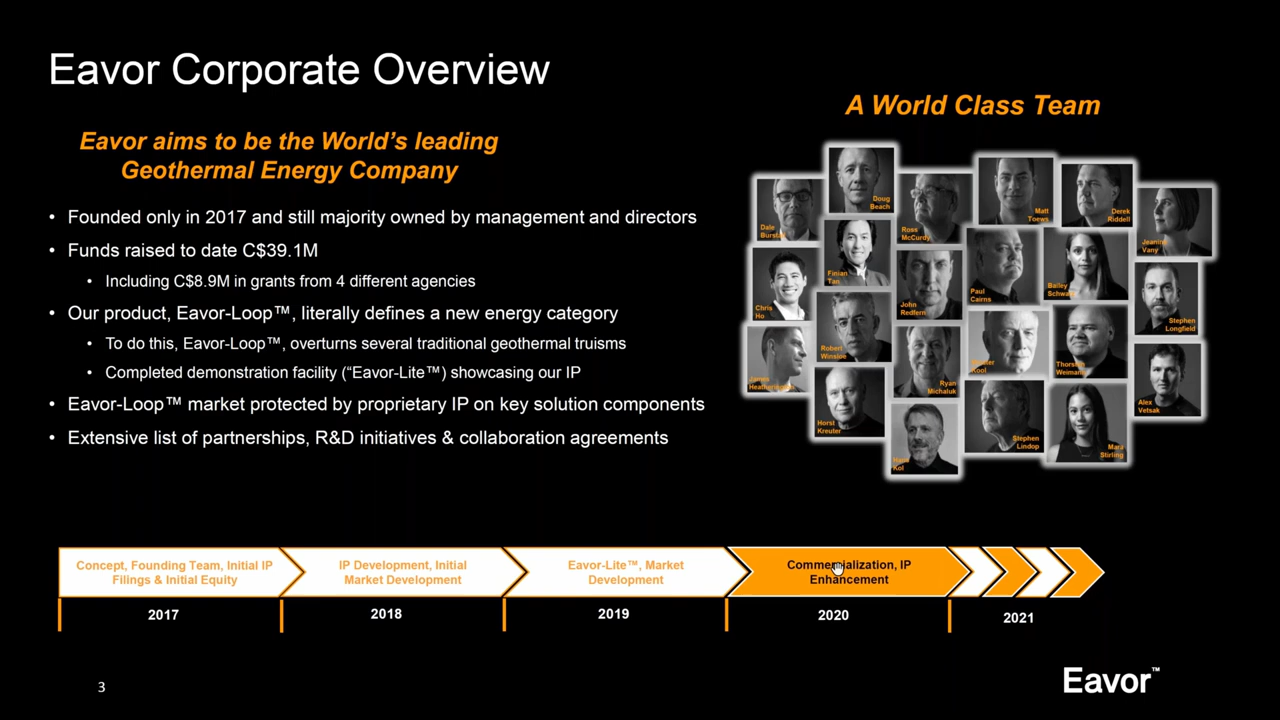 Eavor Corporate Overview
Eavor aims to be the World's leading
Geothermal Energy Company
• Founded only in 2017 and still majority owned by management and directors
• Funds raised to date C$39.1M
• Including C$8.9M in grants from 4 different agencies
• Our product, Eavor-Loop™, literally defines a new energy category
• To do this, Eavor-Loop™, overturns several traditional geothermal truisms
• Completed demonstration facility (“Eavor-Lite™) showcasing our IP
• Eavor-Loop™ market protected by proprietary IP on key solution components
• Extensive list of partnerships, R&D initiatives & collaboration agreements
A World Class Team
Doug
Beach
Matt
Toews
Derek
Riddell
Dale
Ross
McCurdy
Jeanine
Vany
Finian
Tan
Paul
Cairns
Bailey
Schwarz
Chris
Ho
John
Redfern
Stephen
Longfield
Robert
Winsloe
Thorsten
Weimann
James
Ryan
Michaluk
Alex
Vetsak
Horst
Kreuter
Stephen
Lindop
Mara
Stirling
Kol
Concept, Founding Team, Initial IP
Filings & Initial Equity
IP Development, Initial
Market Development
Eavor-Lite™, Market
Development
Commercialization, IP
Enhancement
2017
2018
2019
2020
2021
3
Eavor™